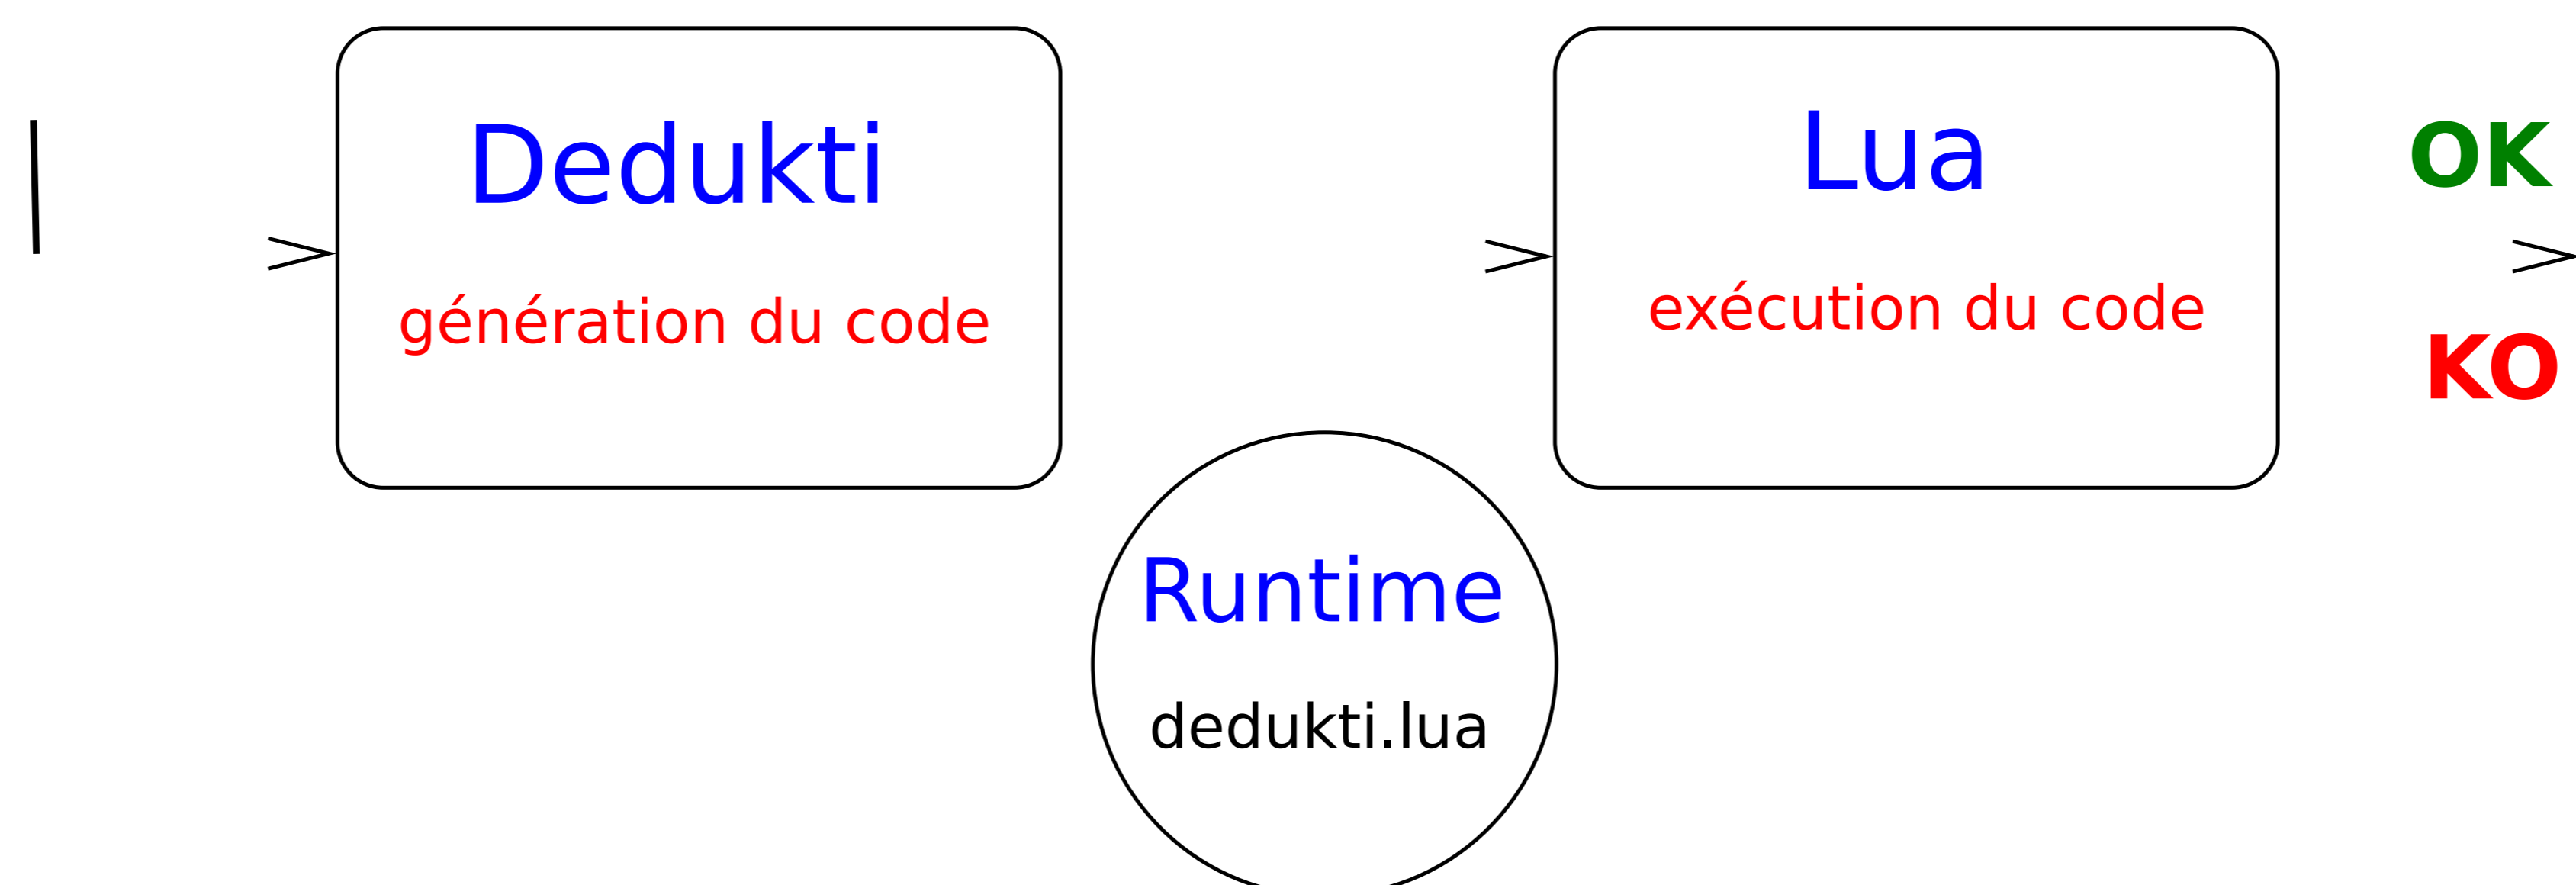 Dedukti
génération du code
Lua
exécution du code
OK
KO
Runtime
dedukti.lua